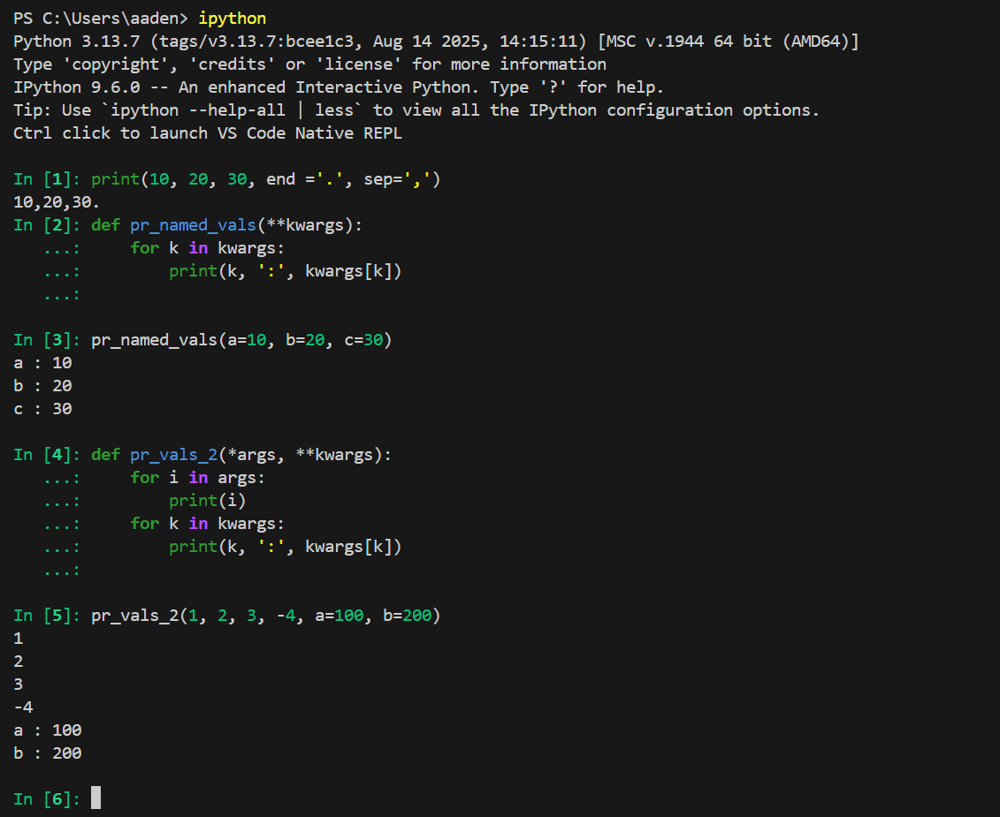 PS C:\Users\aaden> ipython
Python 3.13.7 (tags/v3.13.7:bcee1c3, Aug 14 2025, 14:15:11) [MSC v.1944 64 bit (AMD64)]
Type 'copyright', 'credits' or 'license' for more information
IPython 9.6.0 -- An enhanced Interactive Python. Type '?' for help.
Tip: Use `ipython --help-all | less` to view all the IPython configuration options.
Ctrl click to launch VS Code Native REPL

In [1]: print(10, 20, 30, end ='.', sep=',')
10,20,30.
In [2]: def pr_named_vals(**kwargs):
   ...:     for k in kwargs:
   ...:         print(k, ':', kwargs[k])
   ...:

In [3]: pr_named_vals(a=10, b=20, c=30)
a : 10
b : 20
c : 30

In [4]: def pr_vals_2(*args, **kwargs):
   ...:     for i in args:
   ...:         print(i)
   ...:     for k in kwargs:
   ...:         print(k, ':', kwargs[k])
   ...:

In [5]: pr_vals_2(1, 2, 3, -4, a=100, b=200)
1
2
3
-4
a : 100
b : 200

In [6]: